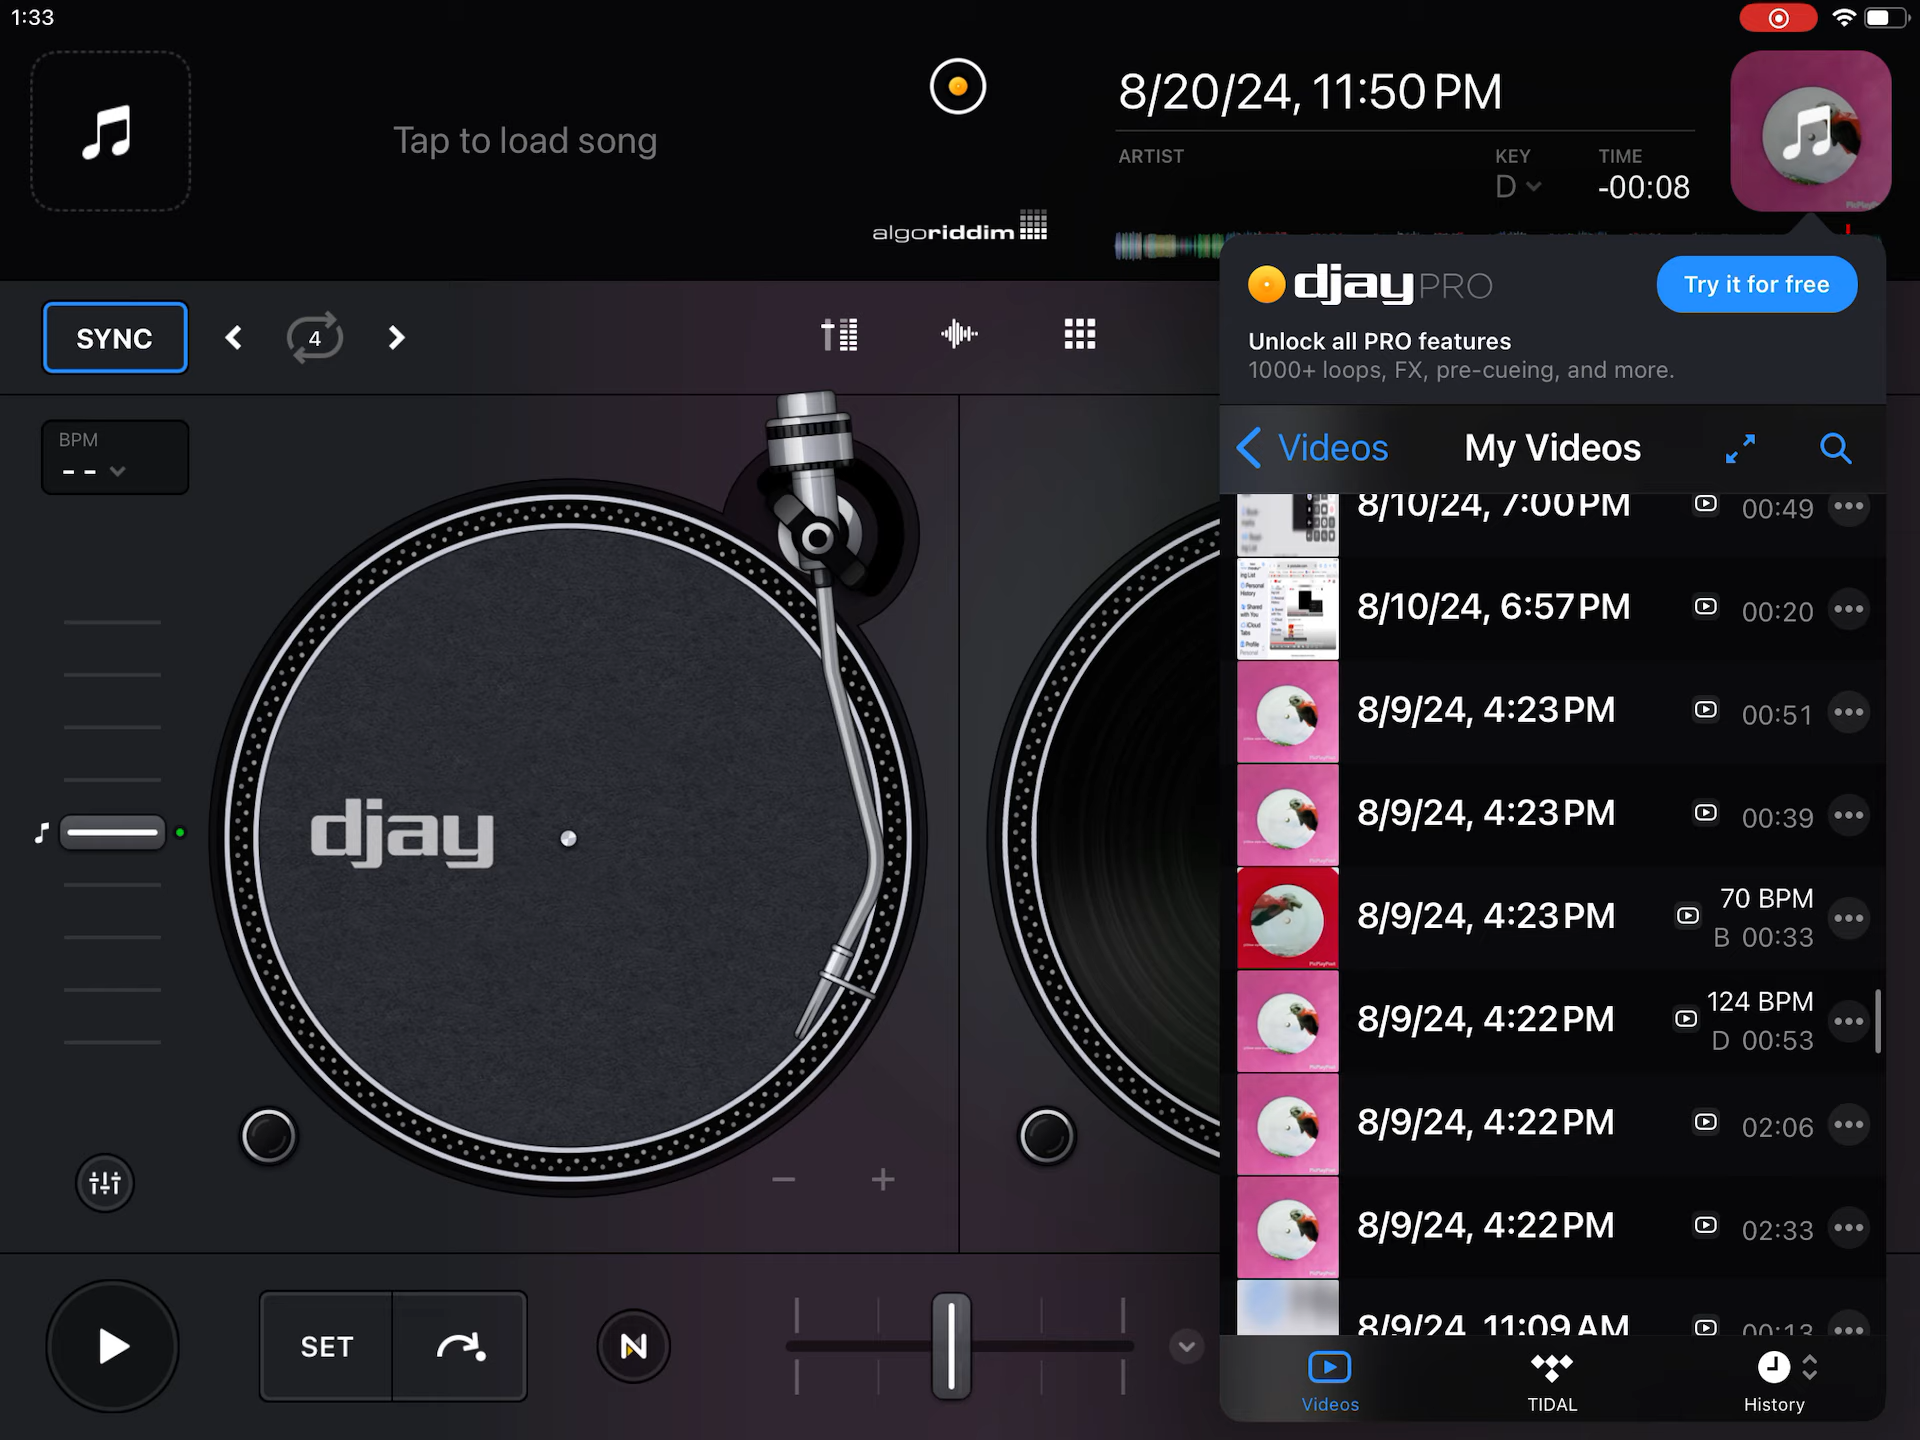 1:33
Tap to load song
algoriddim
8/20/24, 11:50 PM
ARTIST
KEY
TIME
D
-00:08
djay PRO
Try it for free
Unlock all PRO features
1000+ loops, FX, pre-cueing, and more.
SYNC
4
BPM
--
Videos
My Videos
8/10/24, 7:00 PM
00:49
8/10/24, 6:57 PM
00:20
8/9/24, 4:23 PM
00:51
8/9/24, 4:23 PM
00:39
8/9/24, 4:23 PM
70 BPM
B 00:33
8/9/24, 4:22 PM
124 BPM
D 00:53
8/9/24, 4:22 PM
02:06
8/9/24, 4:22 PM
02:33
8/9/24, 11:09 AM
00:13
djay
SET
Videos
TIDAL
History